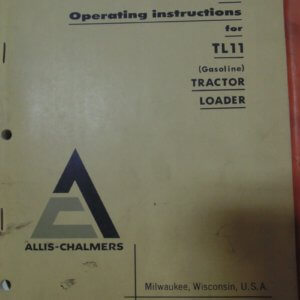 Operating instructions
for
TL11
(Gasoline)
TRACTOR
LOADER
ALLIS-CHALMERS
Milwaukee, Wisconsin, U.S.A.